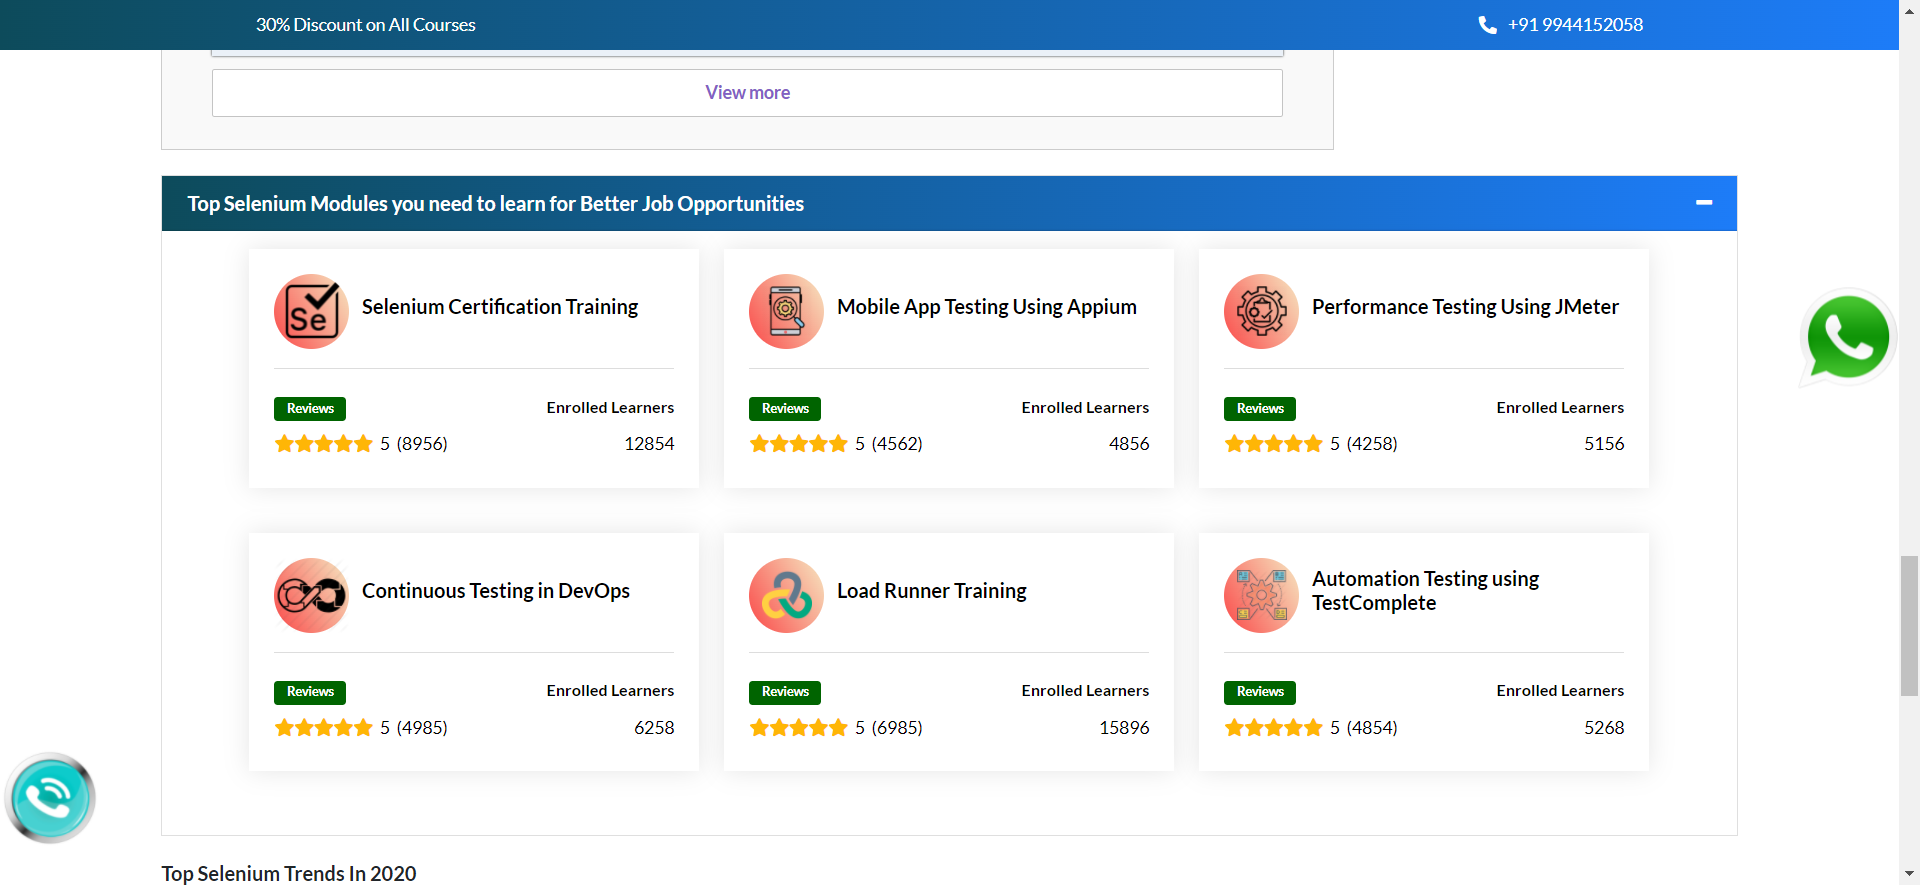 30% Discount on All Courses
+91 9944152058
View more
Top Selenium Modules you need to learn for Better Job Opportunities
Se
Selenium Certification Training
Reviews
Enrolled Learners
5 (8956)
12854
Mobile App Testing Using Appium
Reviews
Enrolled Learners
5 (4562)
4856
Performance Testing Using JMeter
Reviews
Enrolled Learners
5 (4258)
5156
Continuous Testing in DevOps
Reviews
Enrolled Learners
5 (4985)
6258
Load Runner Training
Reviews
Enrolled Learners
5 (6985)
15896
Automation Testing using
TestComplete
Reviews
Enrolled Learners
5 (4854)
5268
Top Selenium Trends In 2020